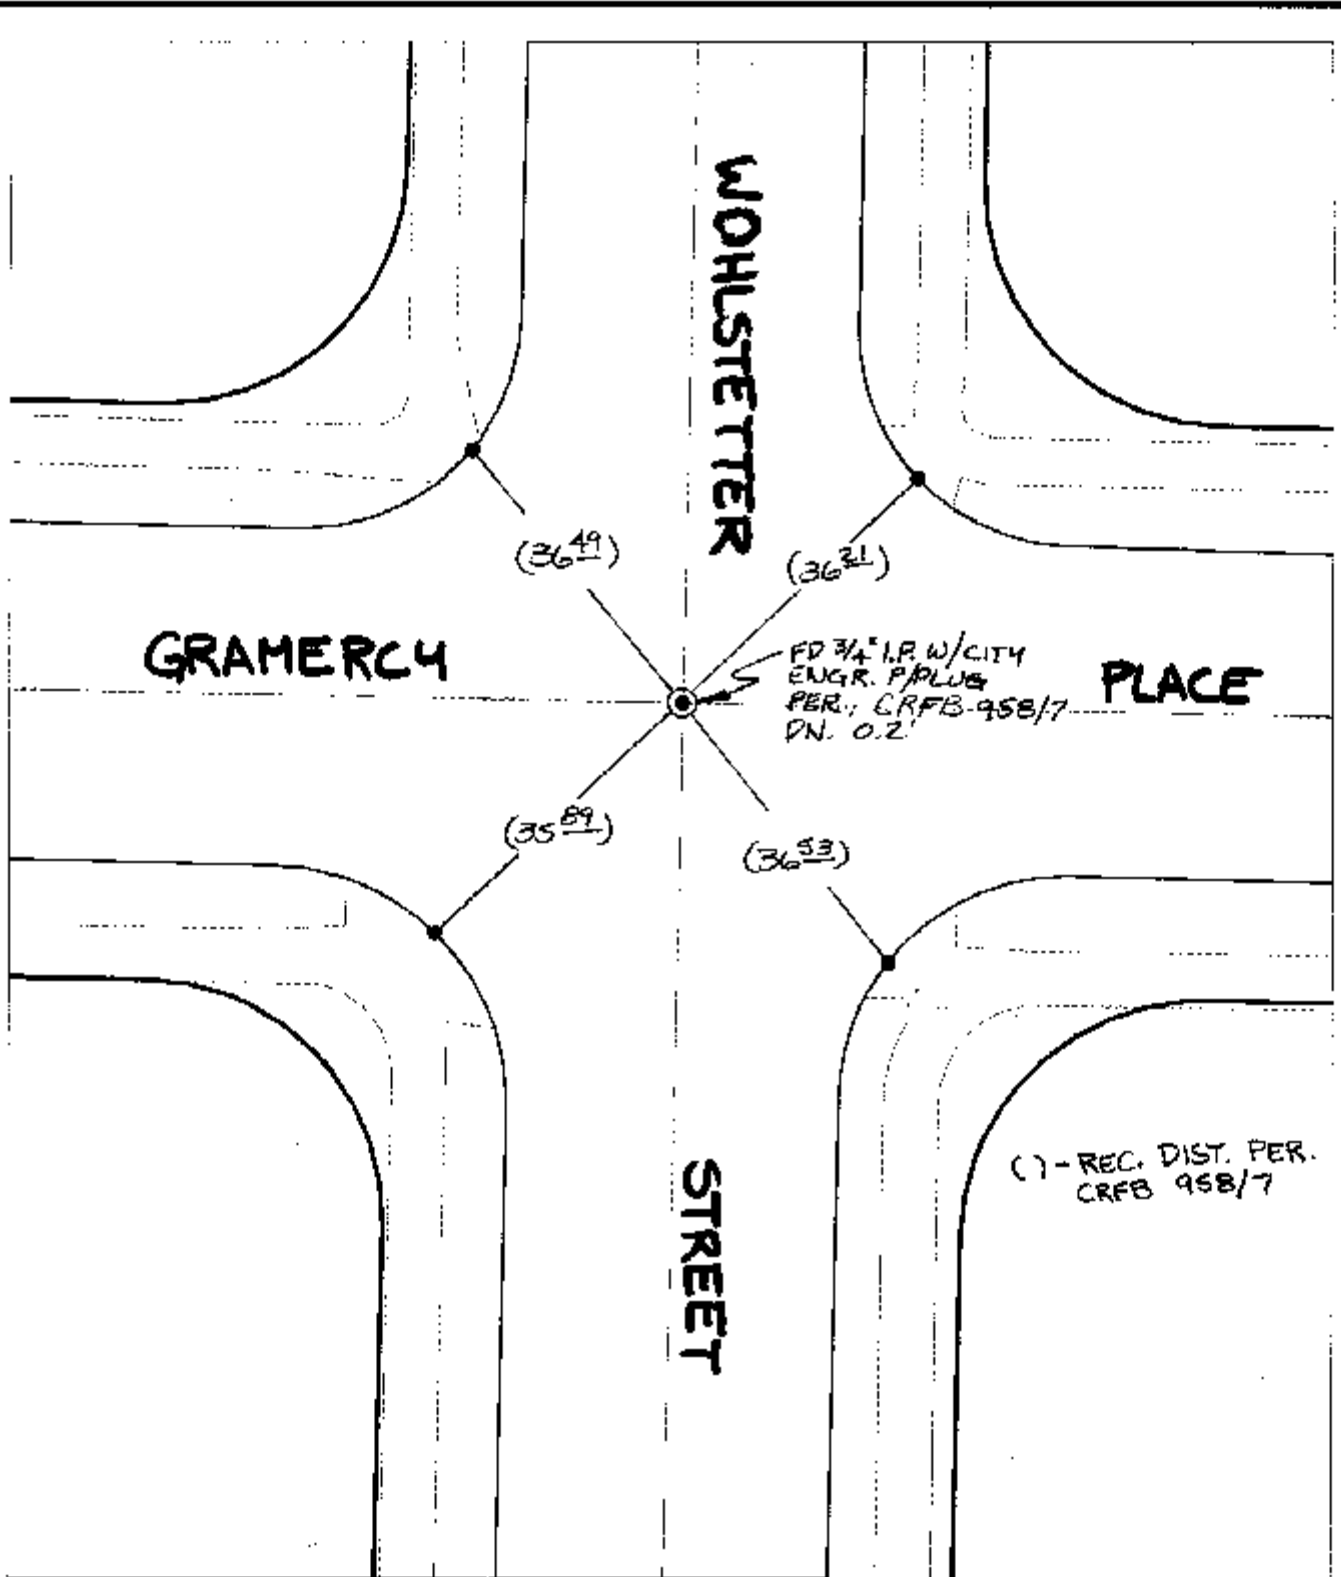 WOHLSTETTER
(36 49)
(36 21)
GRAMERCY
FD 3/4" I.P. W/CITY
ENGR. P/PLUG
PER; CRFB-958/7
DN. 0.2'
PLACE
(35 89)
(36 53)
() - REC. DIST. PER.
CRFB 958/7
STREET